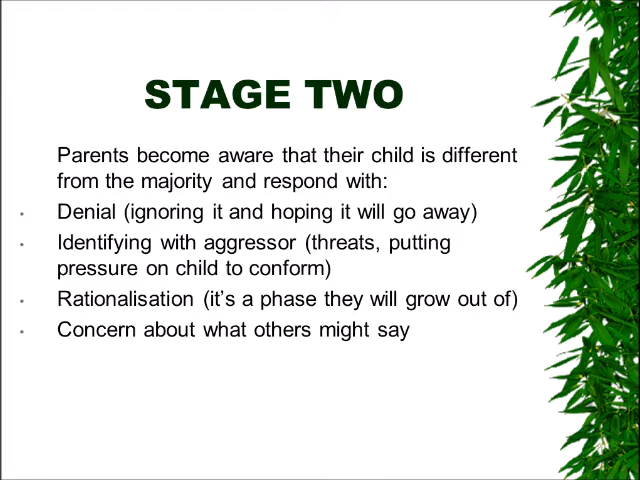 STAGE TWO
Parents become aware that their child is different
from the majority and respond with:
• Denial (ignoring it and hoping it will go away)
• Identifying with aggressor (threats, putting
pressure on child to conform)
• Rationalisation (it’s a phase they will grow out of)
• Concern about what others might say